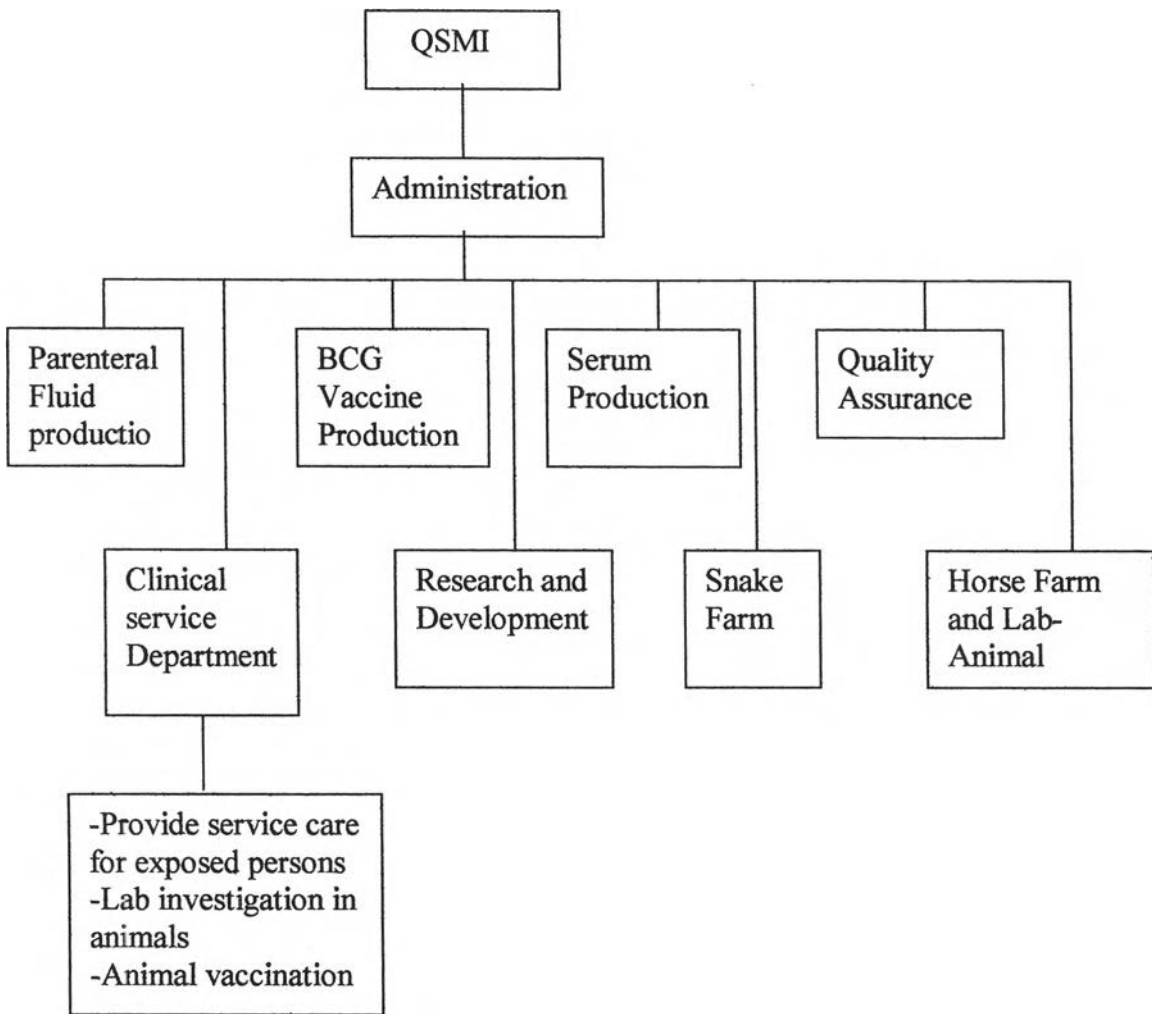 QSMI
Administration
Parenteral
Fluid
productio
BCG
Vaccine
Production
Serum
Production
Quality
Assurance
Clinical
service
Department
Research and
Development
Snake
Farm
Horse Farm
and Lab-
Animal
-Provide service care
for exposed persons
-Lab investigation in
animals
-Animal vaccination